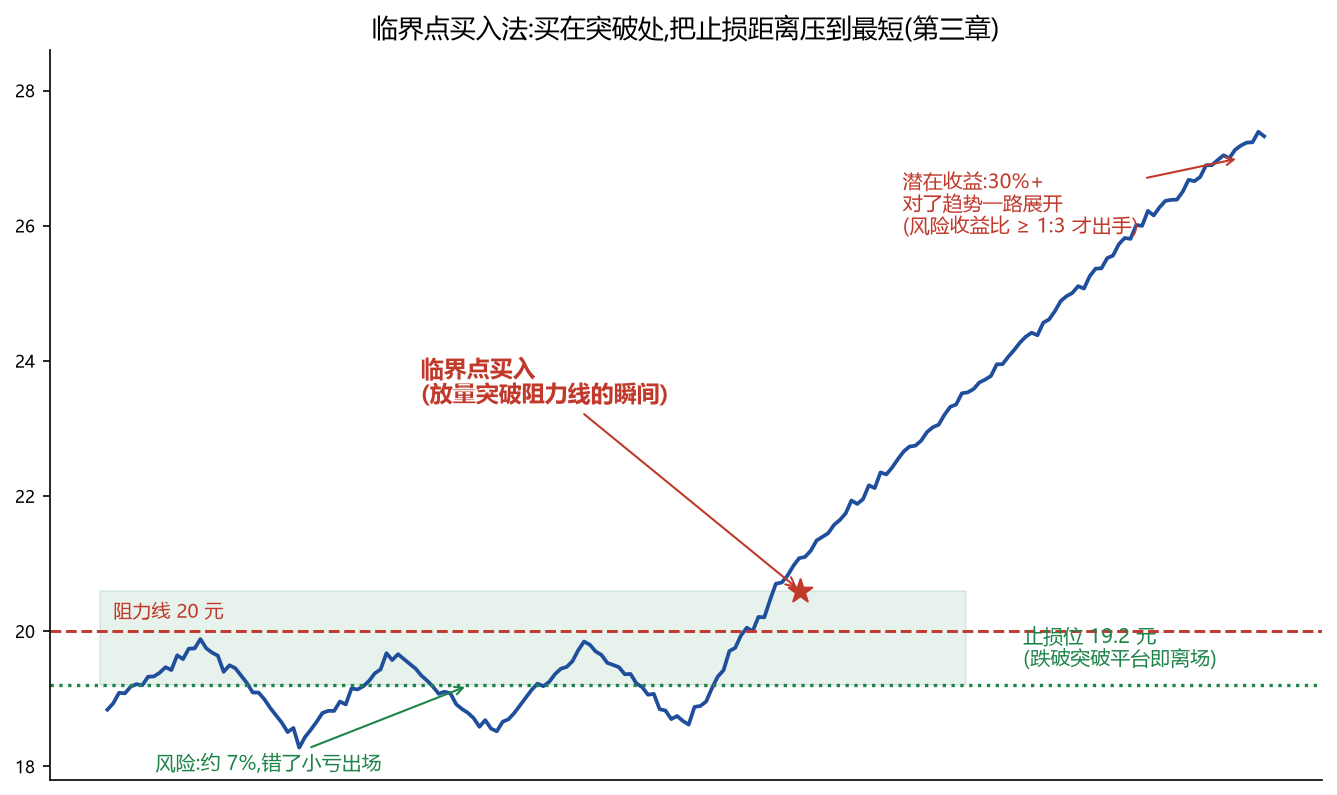 临界点买入法:买在突破处,把止损距离压到最短(第三章)
28
26
24
22
20
18
潜在收益:30%+
对了趋势一路展开
(风险收益比 ≥ 1:3 才出手)
临界点买入
(放量突破阻力线的瞬间)
阻力线 20 元
止损位 19.2 元
(跌破突破平台即离场)
风险:约 7%,错了小亏出场